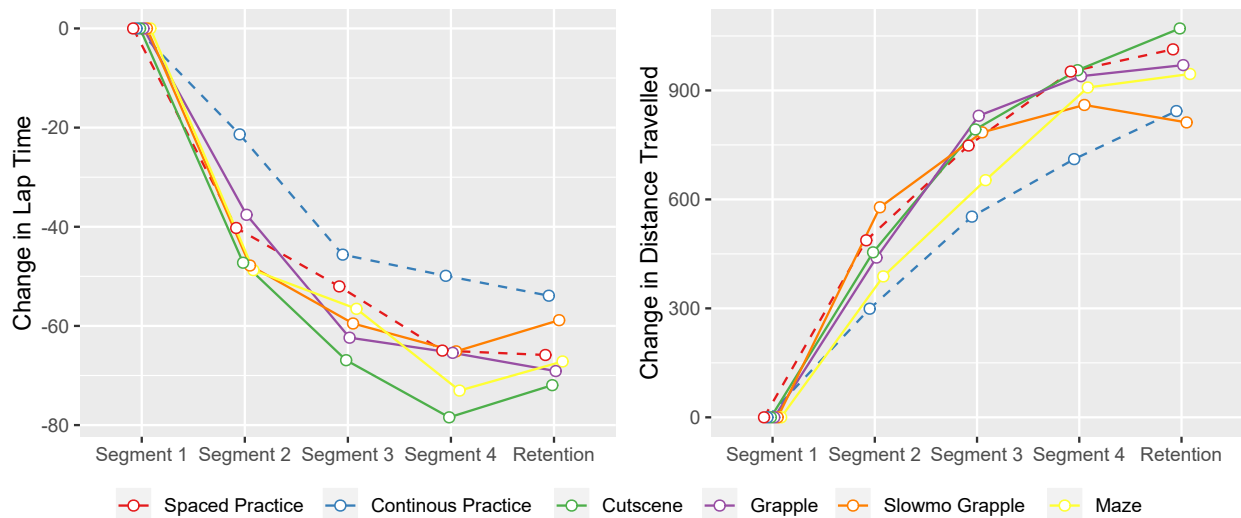 Change in Lap Time
0
-20
-40
-60
-80
Segment 1 Segment 2 Segment 3 Segment 4 Retention
Change in Distance Travelled
900
600
300
0
Segment 1 Segment 2 Segment 3 Segment 4 Retention
Spaced Practice Continous Practice Cutscene Grapple Slowmo Grapple Maze